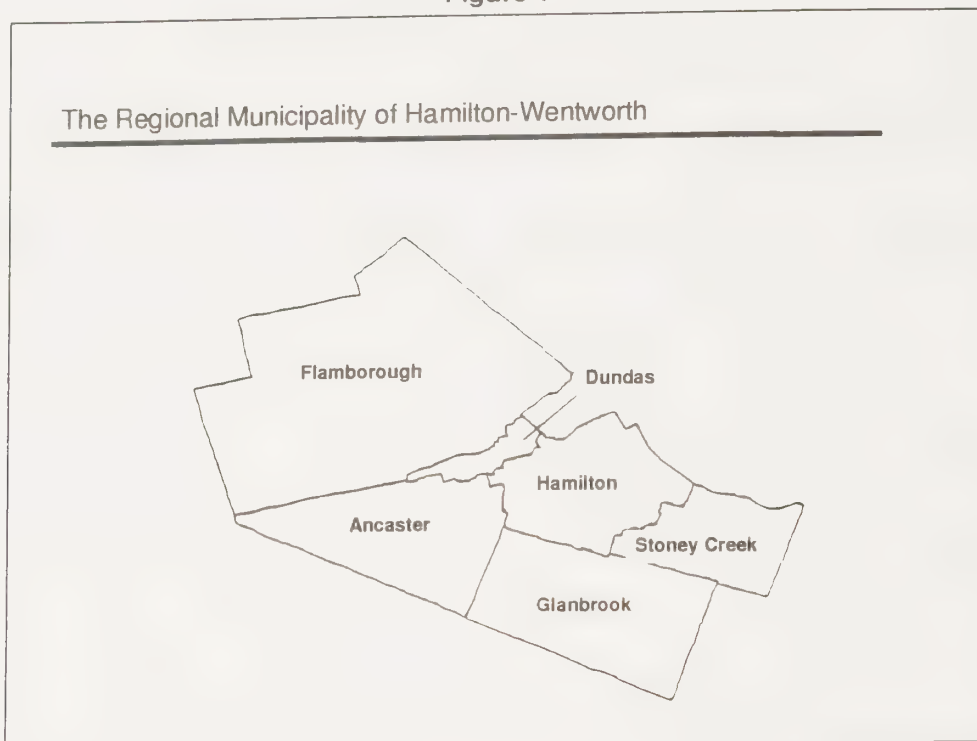 The Regional Municipality of Hamilton-Wentworth
Flamborough
Dundas
Hamilton
Ancaster
Stoney Creek
Glanbrook